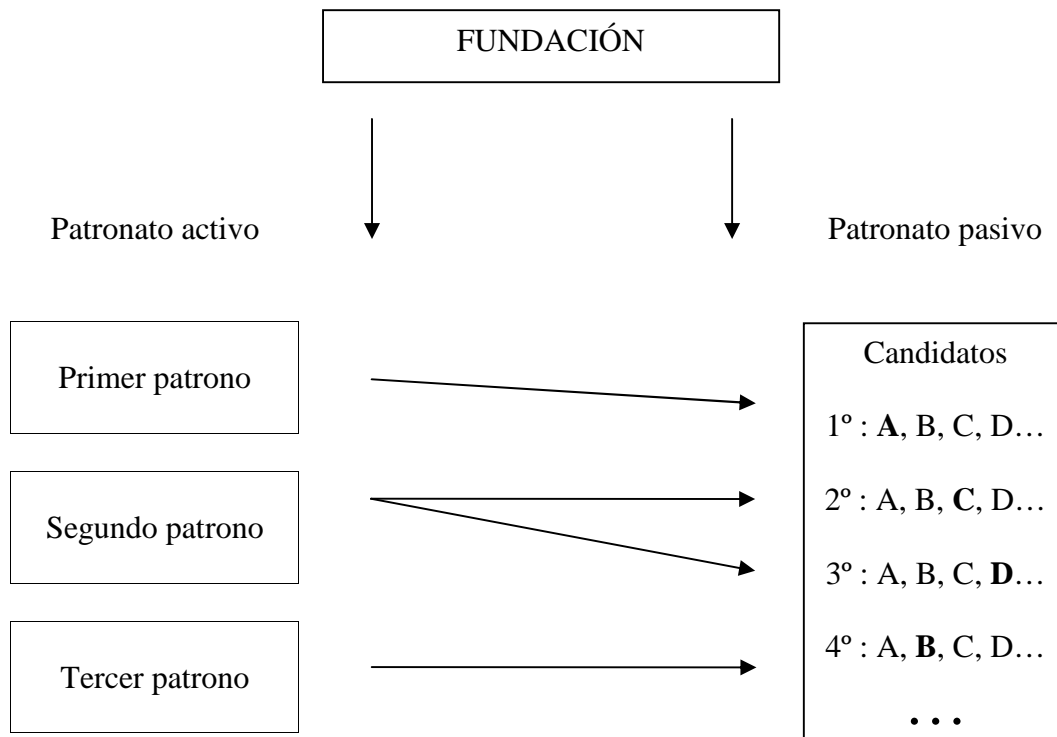 FUNDACIÓN
Patronato activo
Patronato pasivo
Primer patrono
Segundo patrono
Tercer patrono
Candidatos
1º : A, B, C, D…
2º : A, B, C, D…
3º : A, B, C, D…
4º : A, B, C, D…
. . .